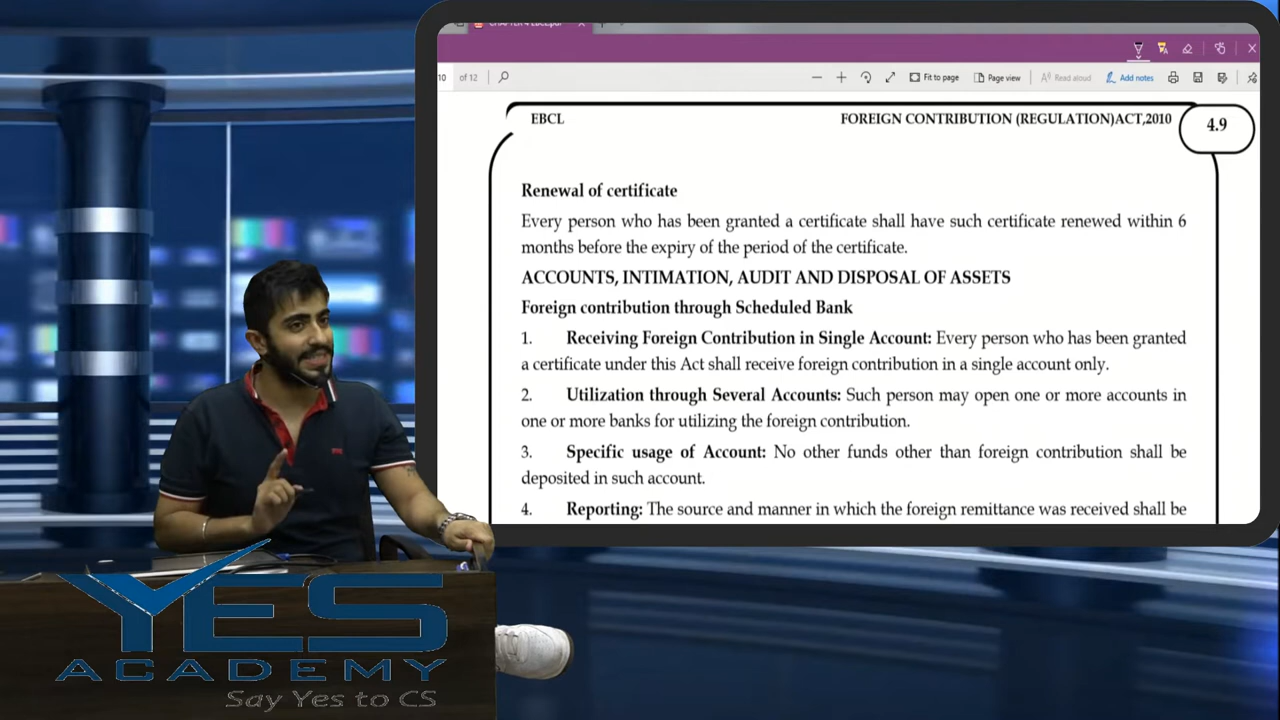 10 of 12
Fit to page
Page view
Read aloud
Add notes
EBCL FOREIGN CONTRIBUTION (REGULATION)ACT,2010 4.9
Renewal of certificate
Every person who has been granted a certificate shall have such certificate renewed within 6
months before the expiry of the period of the certificate.
ACCOUNTS, INTIMATION, AUDIT AND DISPOSAL OF ASSETS
Foreign contribution through Scheduled Bank
1. Receiving Foreign Contribution in Single Account: Every person who has been granted
a certificate under this Act shall receive foreign contribution in a single account only.
2. Utilization through Several Accounts: Such person may open one or more accounts in
one or more banks for utilizing the foreign contribution.
3. Specific usage of Account: No other funds other than foreign contribution shall be
deposited in such account.
4. Reporting: The source and manner in which the foreign remittance was received shall be
YES
ACADEMY
Say Yes to CS